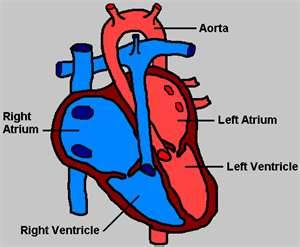 Aorta
Right
Atrium
Left Atrium
Left Ventricle
Right Ventricle